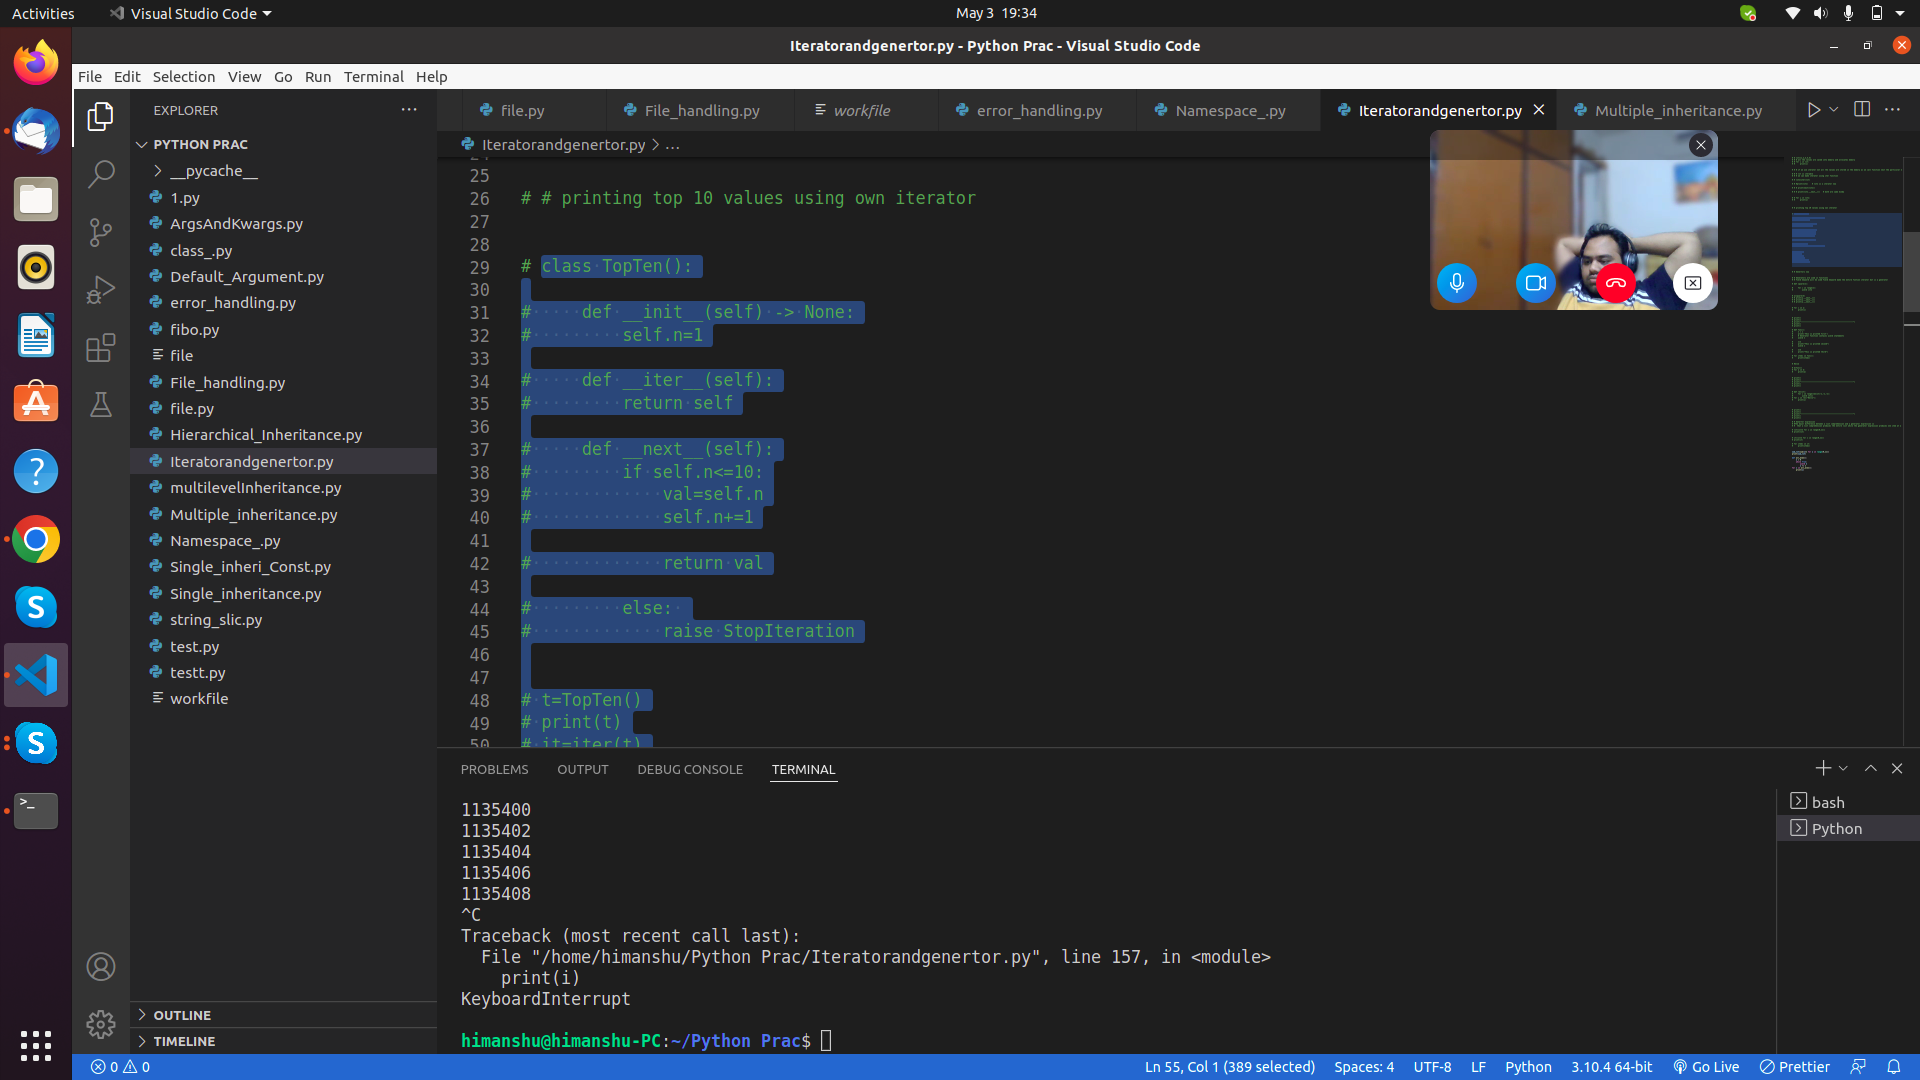 Activities
Visual Studio Code
May 3 19:34
Iteratorandgenertor.py - Python Prac - Visual Studio Code
File Edit Selection View Go Run Terminal Help
EXPLORER
PYTHON PRAC
__pycache__
1.py
ArgsAndKwargs.py
class_.py
Default_Argument.py
error_handling.py
fibo.py
file
File_handling.py
file.py
Hierarchical_Inheritance.py
Iteratorandgenertor.py
multilevelInheritance.py
Multiple_inheritance.py
Namespace_.py
Single_inheri_Const.py
Single_inheritance.py
string_slic.py
test.py
testt.py
workfile
OUTLINE
TIMELINE
file.py File_handling.py workfile error_handling.py Namespace_.py Iteratorandgenertor.py Multiple_inheritance.py
Iteratorandgenertor.py > ...
24
25
26 # # printing top 10 values using own iterator
27
28
29 # class TopTen():
30
31 #     def __init__(self) -> None:
32 #         self.n=1
33
34 #     def __iter__(self):
35 #         return self
36
37 #     def __next__(self):
38 #         if self.n<=10:
39 #             val=self.n
40 #             self.n+=1
41
42 #             return val
43
44 #         else:
45 #             raise StopIteration
46
47
48 # t=TopTen()
49 # print(t)
50 # it=iter(t)
PROBLEMS OUTPUT DEBUG CONSOLE TERMINAL
1135400
1135402
1135404
1135406
1135408
^C
Traceback (most recent call last):
  File "/home/himanshu/Python Prac/Iteratorandgenertor.py", line 157, in <module>
    print(i)
KeyboardInterrupt
himanshu@himanshu-PC:~/Python Prac$
bash
Python
0 0
Ln 55, Col 1 (389 selected) Spaces: 4 UTF-8 LF Python 3.10.4 64-bit Go Live Prettier